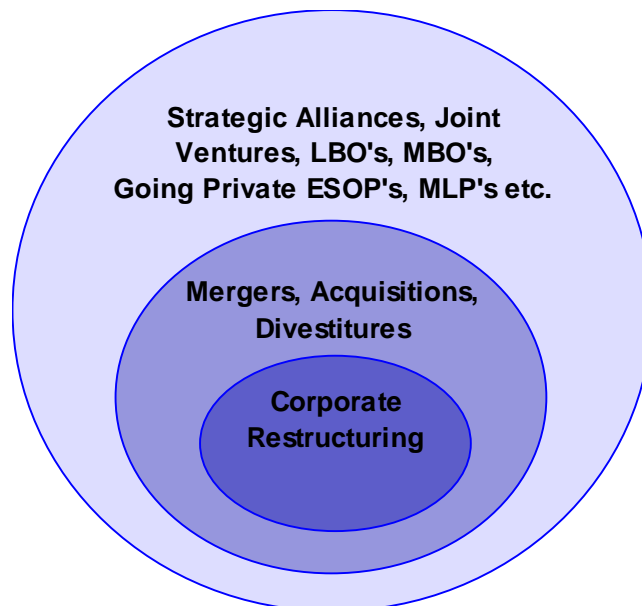 Strategic Alliances, Joint
Ventures, LBO's, MBO's,
Going Private ESOP's, MLP's etc.
Mergers, Acquisitions,
Divestitures
Corporate
Restructuring